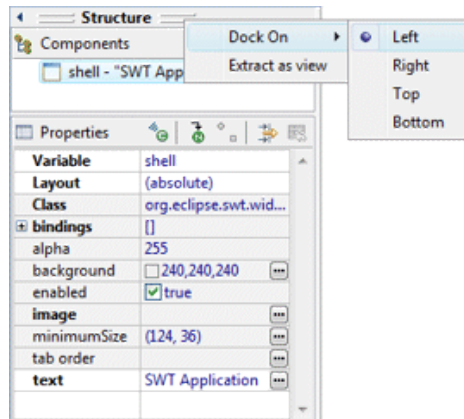 Structure
Components
shell - "SWT App
Dock On
Extract as view
Left
Right
Top
Bottom
Properties
Variable shell
Layout (absolute)
Class org.eclipse.swt.wid...
bindings []
alpha 255
background 240,240,240
enabled true
image
minimumSize (124, 36)
tab order
text SWT Application